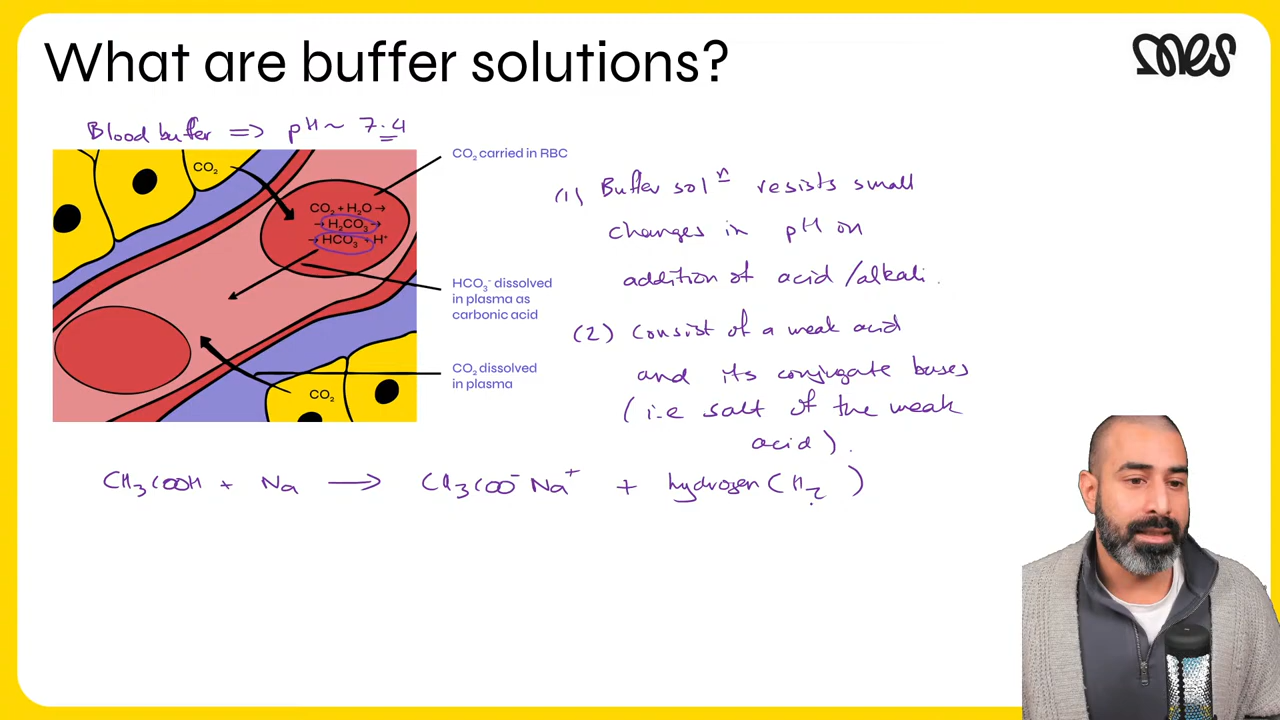 What are buffer solutions?
mes
Blood buffer => pH ~ 7.4
CO₂
CO₂ carried in RBC
CO₂ + H₂O →
→ H₂CO₃ →
→ HCO₃⁻ + H⁺
HCO₃⁻ dissolved
in plasma as
carbonic acid
CO₂ dissolved
in plasma
CO₂
(1) Buffer solⁿ resists small
changes in pH on
addition of acid/alkali.
(2) Consist of a weak acid
and its conjugate bases
(i.e salt of the weak
acid).
CH₃COOH + Na → CH₃COO⁻Na⁺ + hydrogen (H₂ )